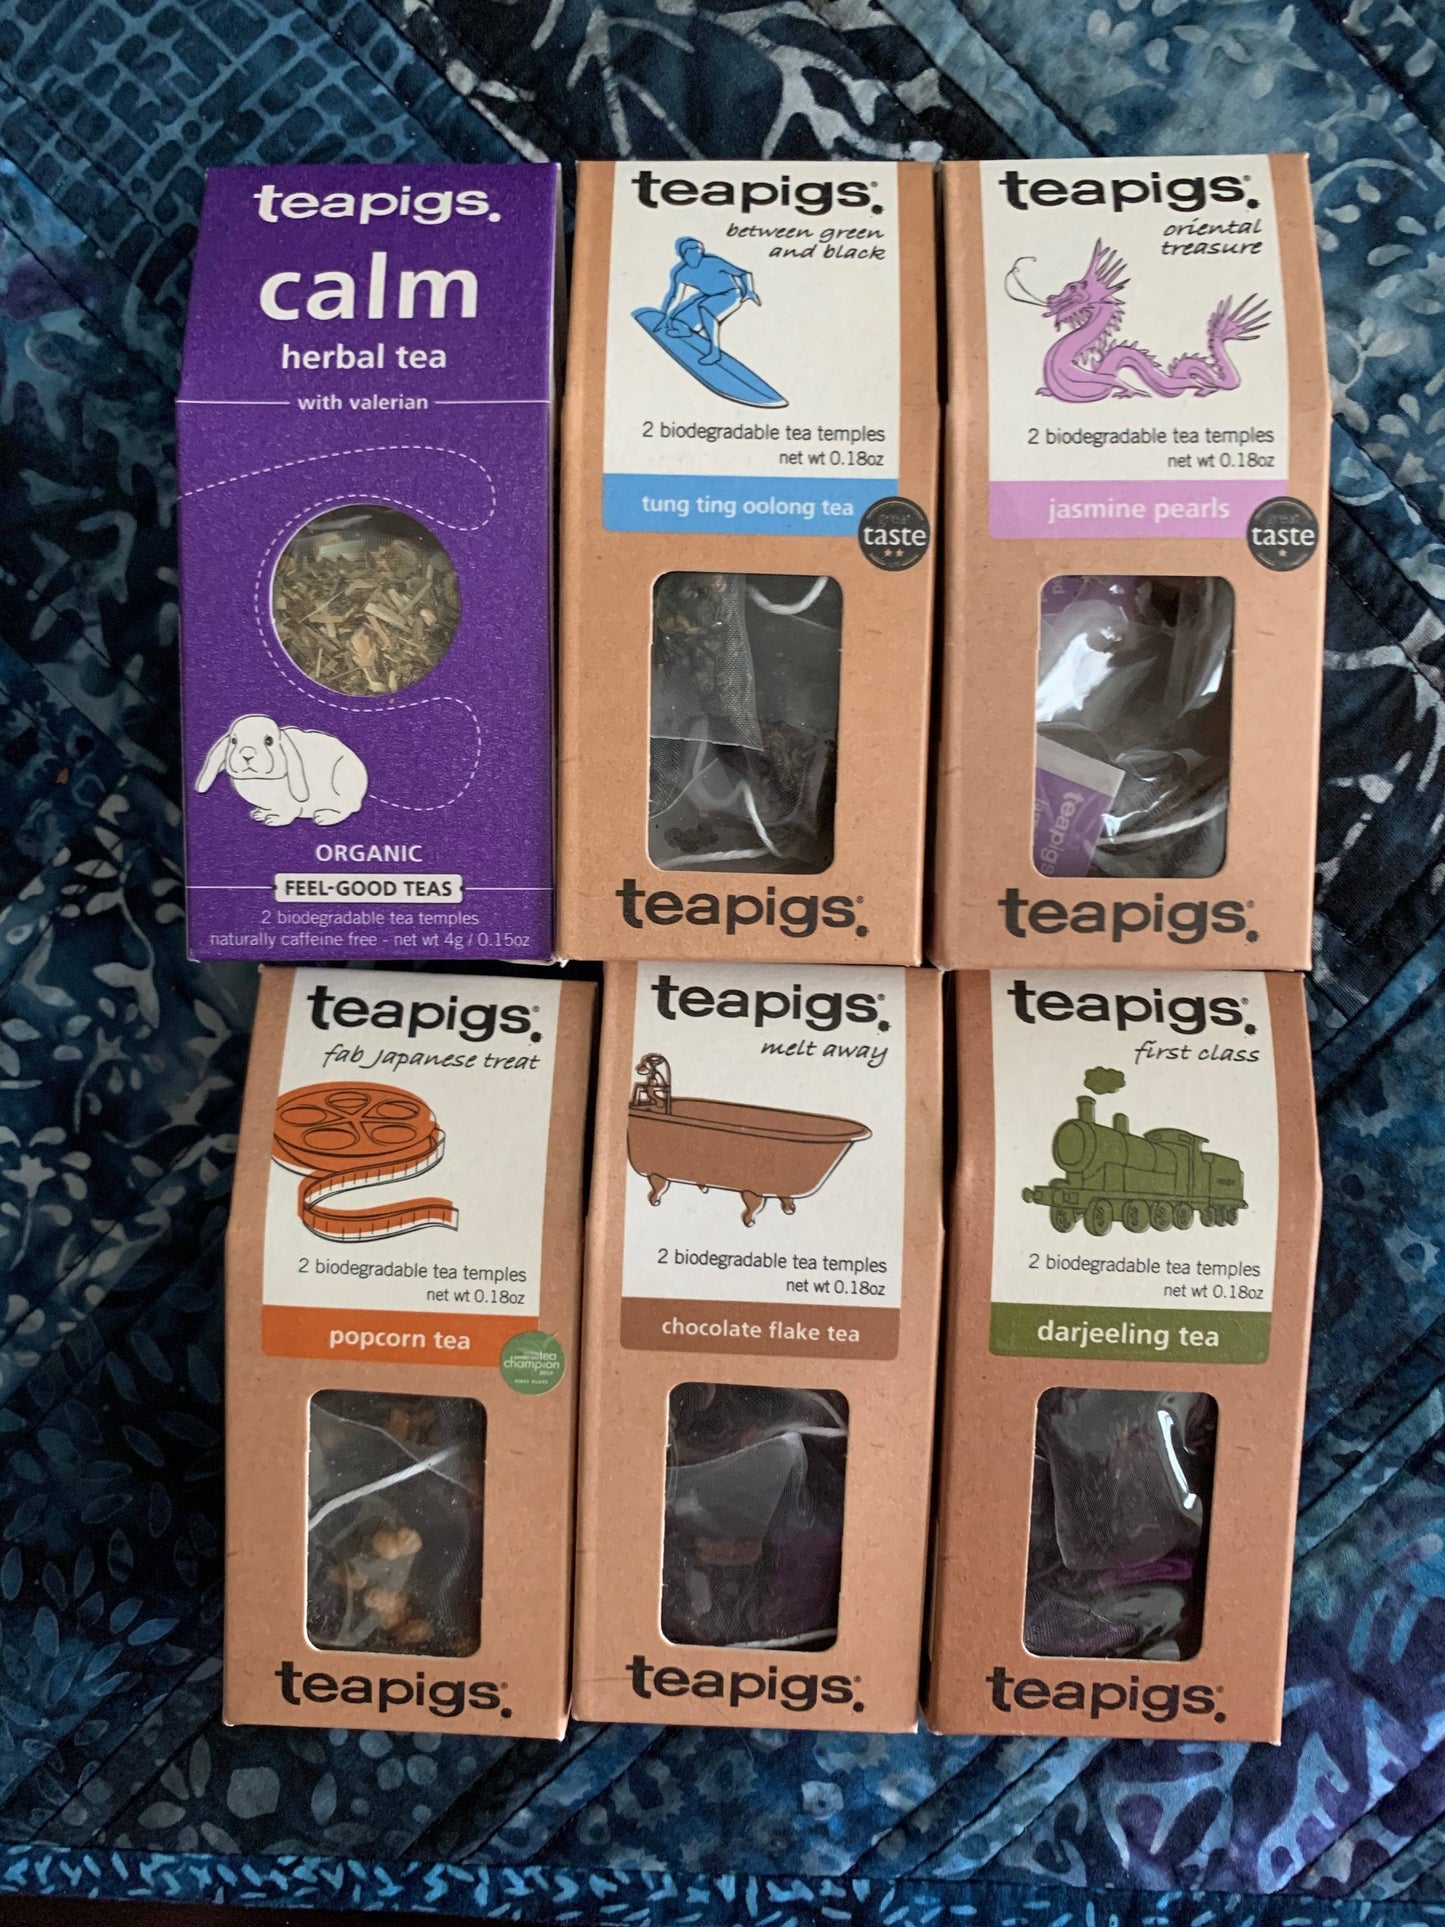 teapigs.
calm
herbal tea
with valerian
ORGANIC
FEEL-GOOD TEAS
2 biodegradable tea temples
naturally caffeine free - net wt 4g / 0.15oz
teapigs.
between green
and black
2 biodegradable tea temples
net wt 0.18oz
tung ting oolong tea
great
taste
teapigs.
teapigs.
oriental
treasure
2 biodegradable tea temples
net wt 0.18oz
jasmine pearls
great
taste
teapigs
teapigs.
teapigs.
fab Japanese treat
2 biodegradable tea temples
net wt 0.18oz
popcorn tea
tea
champion
teapigs.
teapigs.
melt away
2 biodegradable tea temples
net wt 0.18oz
chocolate flake tea
teapigs.
teapigs.
first class
2 biodegradable tea temples
net wt 0.18oz
darjeeling tea
teapigs.